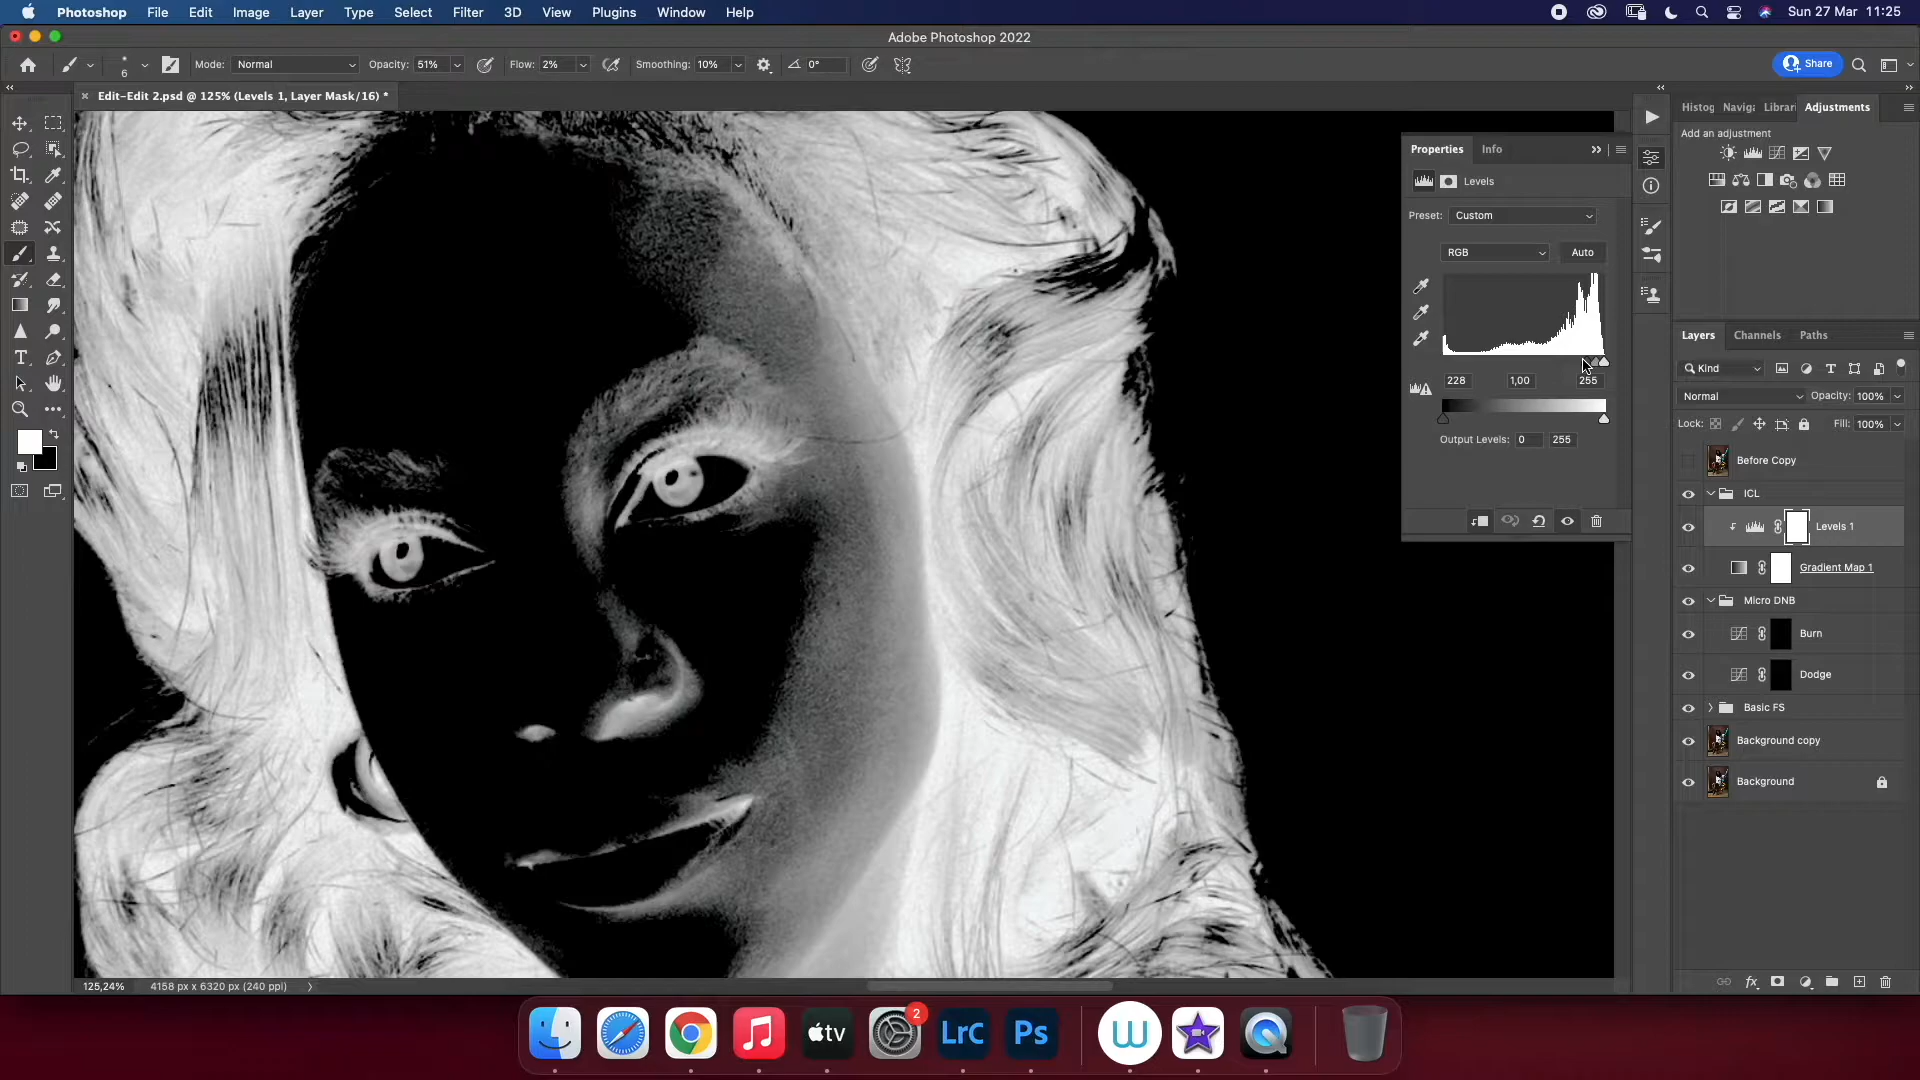 Photoshop File Edit Image Layer Type Select Filter 3D View Plugins Window Help Sun 27 Mar 11:25
Adobe Photoshop 2022
6 Mode: Normal Opacity: 51% Flow: 2% Smoothing: 10% 0° Share
Edit-Edit 2.psd @ 125% (Levels 1, Layer Mask/16) *
Histog Naviga Librari Adjustments
Add an adjustment
Properties Info
Levels
Preset: Custom
RGB Auto
228 1,00 255
Output Levels: 0 255
Layers Channels Paths
Kind
Normal Opacity: 100%
Lock: Fill: 100%
Before Copy
ICL
Levels 1
Gradient Map 1
Micro DNB
Burn
Dodge
Basic FS
Background copy
Background
125,24% 4158 px x 6320 px (240 ppi)
2
tv LrC Ps